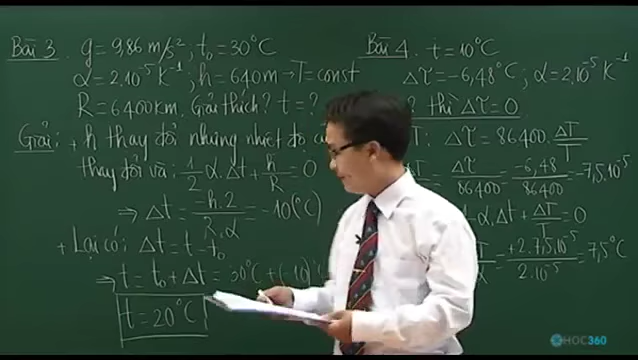 Bài 3 g = 9,86 m/s²; t₀ = 30°C
α = 2.10⁻⁵ K⁻¹; h = 640m → T = const
R = 6400km. Giải thích? t = ?
Giải: + h thay đổi nhưng nhiệt độ
thay đổi và: 1/2 α.Δt + h/R = 0
⇒ Δt = -h.2/R.α = -10(°C)
+ Lại có: Δt = t - t₀
⇒ t = t₀ + Δt = 30°C + (-10)
t = 20°C
Bài 4. t = 10°C
Δτ = -6,48°C; α = 2.10⁻⁵ K⁻¹
? thì Δτ = 0
T: Δτ = 86400. ΔT/T
= Δτ/86400 = -6,48/86400 = -7,5.10⁻⁵
α.Δt + ΔT/T = 0
= +2.7,5.10⁻⁵/2.10⁻⁵ = 7,5°C
HOC360